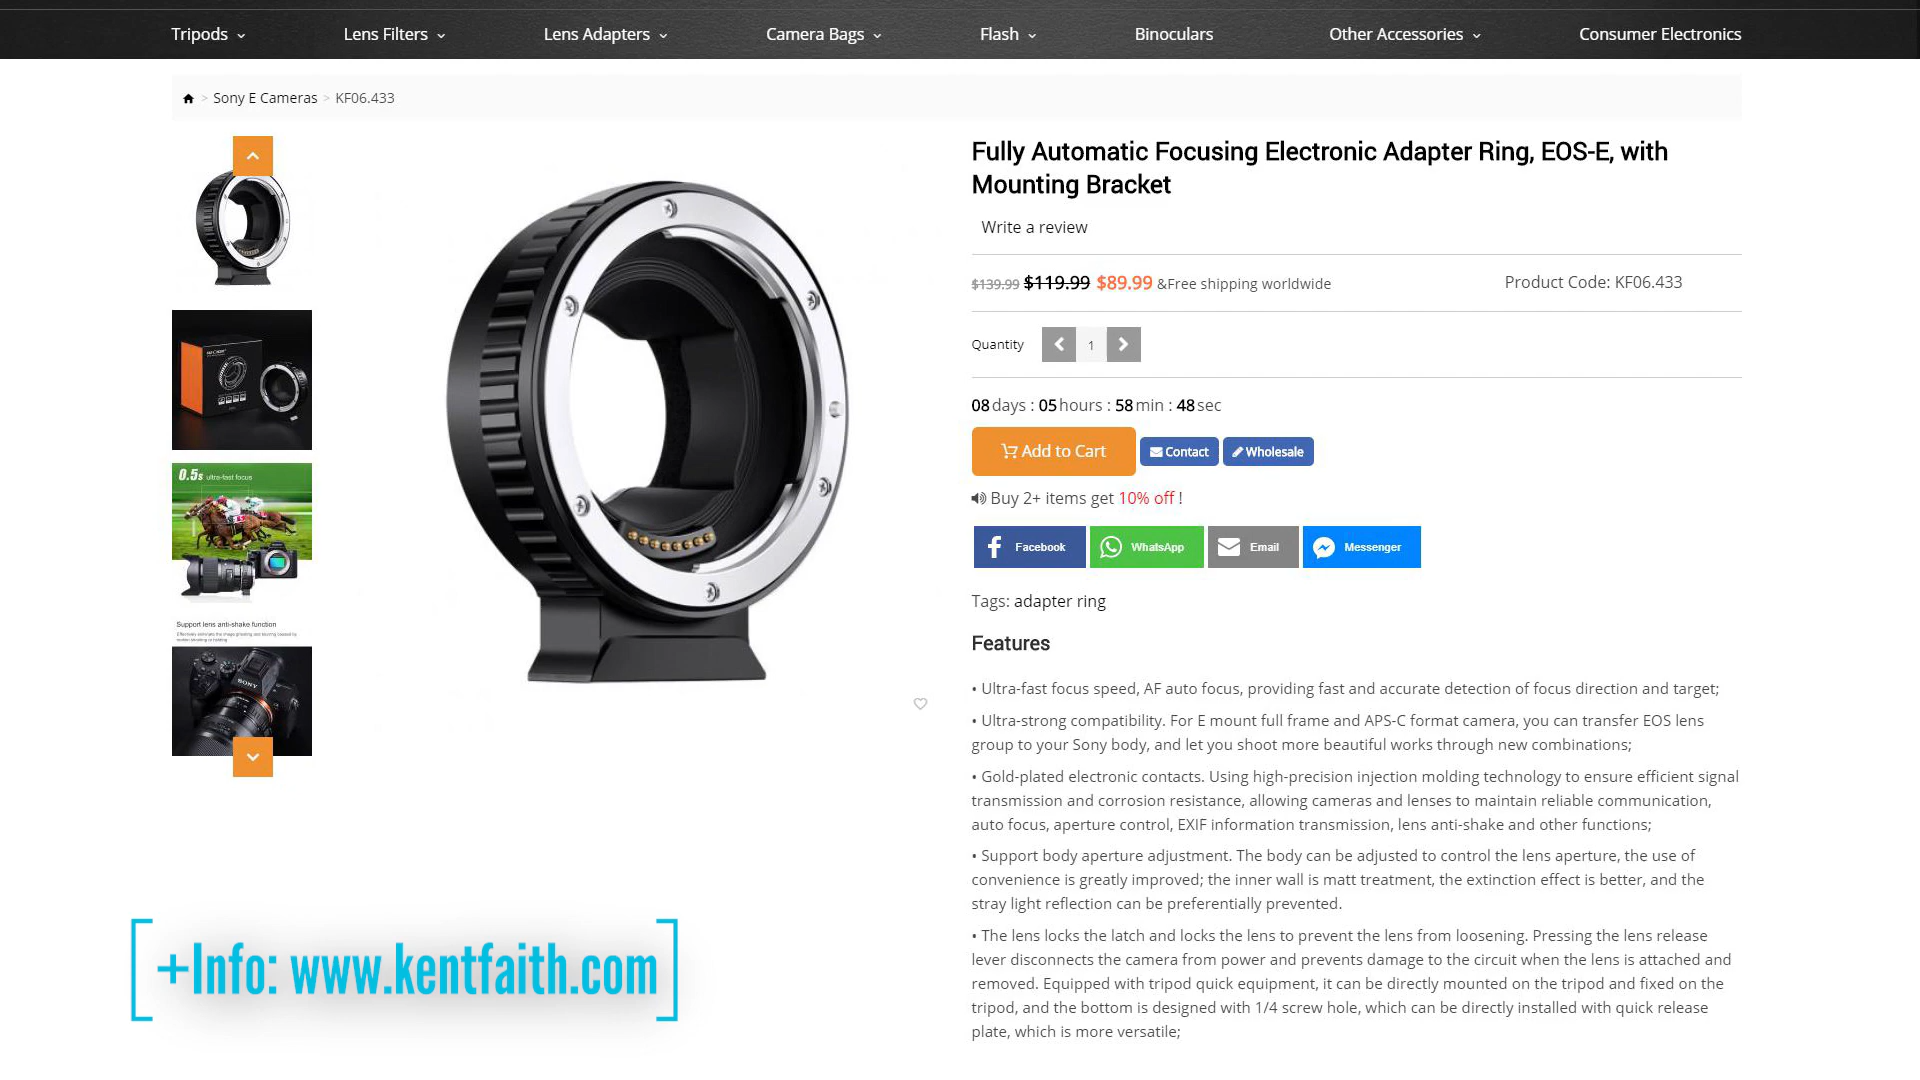 Tripods
Lens Filters
Lens Adapters
Camera Bags
Flash
Binoculars
Other Accessories
Consumer Electronics
> Sony E Cameras > KF06.433
Fully Automatic Focusing Electronic Adapter Ring, EOS-E, with
Mounting Bracket
Write a review
$139.99 $119.99 $89.99 &Free shipping worldwide
Product Code: KF06.433
Quantity
1
08 days : 05 hours : 58 min : 48 sec
Add to Cart
Contact
Wholesale
Buy 2+ items get 10% off !
Facebook
WhatsApp
Email
Messenger
Tags: adapter ring
Features
• Ultra-fast focus speed, AF auto focus, providing fast and accurate detection of focus direction and target;
• Ultra-strong compatibility. For E mount full frame and APS-C format camera, you can transfer EOS lens
group to your Sony body, and let you shoot more beautiful works through new combinations;
• Gold-plated electronic contacts. Using high-precision injection molding technology to ensure efficient signal
transmission and corrosion resistance, allowing cameras and lenses to maintain reliable communication,
auto focus, aperture control, EXIF information transmission, lens anti-shake and other functions;
• Support body aperture adjustment. The body can be adjusted to control the lens aperture, the use of
convenience is greatly improved; the inner wall is matt treatment, the extinction effect is better, and the
stray light reflection can be preferentially prevented.
• The lens locks the latch and locks the lens to prevent the lens from loosening. Pressing the lens release
lever disconnects the camera from power and prevents damage to the circuit when the lens is attached and
removed. Equipped with tripod quick equipment, it can be directly mounted on the tripod and fixed on the
tripod, and the bottom is designed with 1/4 screw hole, which can be directly installed with quick release
plate, which is more versatile;
0.5s ultra-fast focus
Support lens anti-shake function
SONY
+Info: www.kentfaith.com